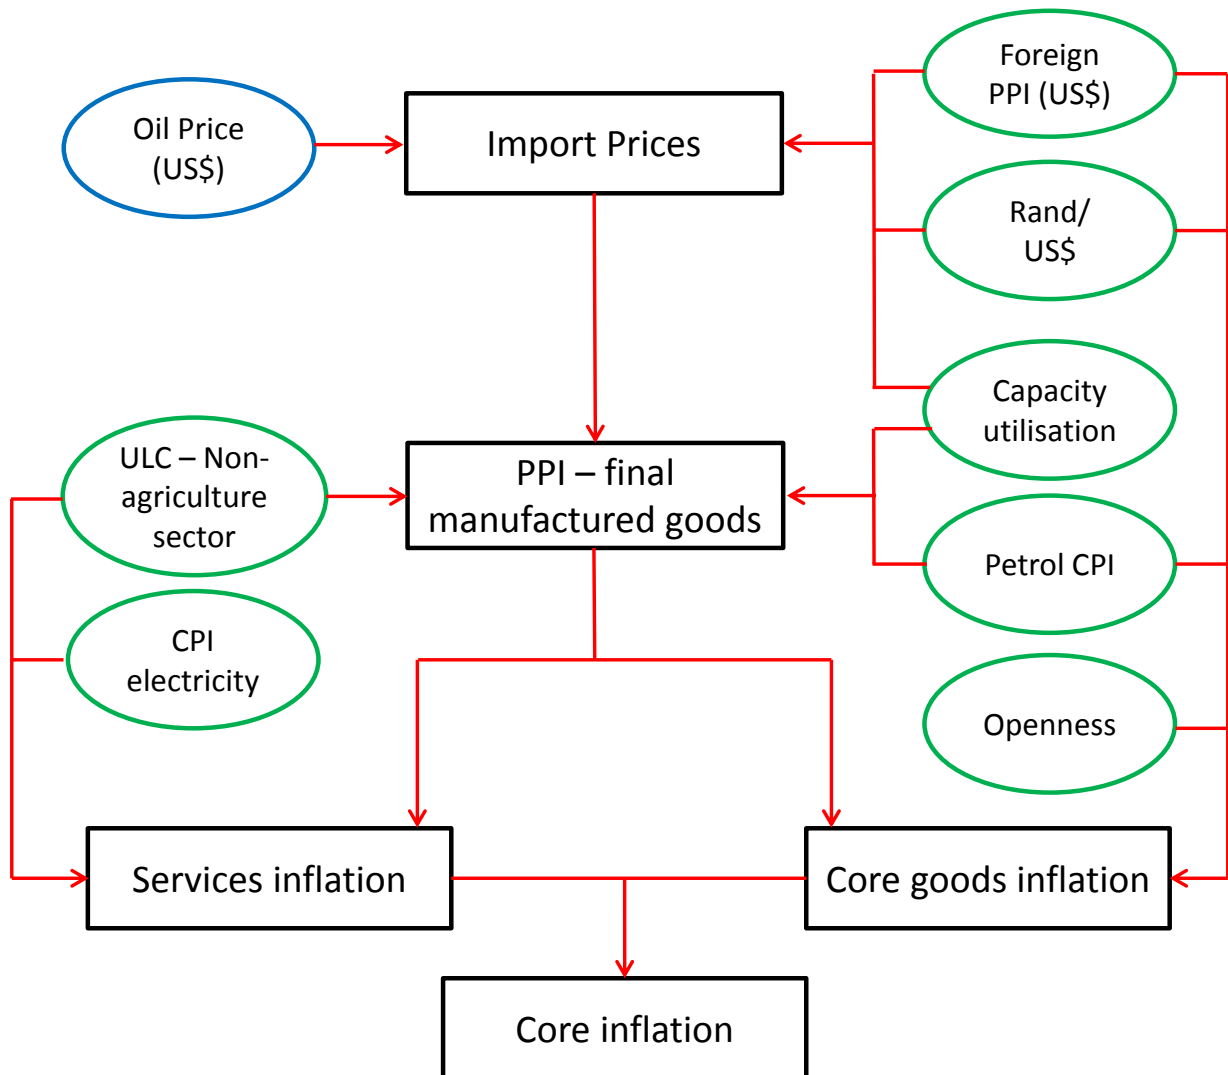 Foreign
PPI (US$)
Oil Price
(US$)
Import Prices
Rand/
US$
Capacity
utilisation
ULC – Non-
agriculture
sector
PPI – final
manufactured goods
Petrol CPI
CPI
electricity
Openness
Services inflation
Core goods inflation
Core inflation